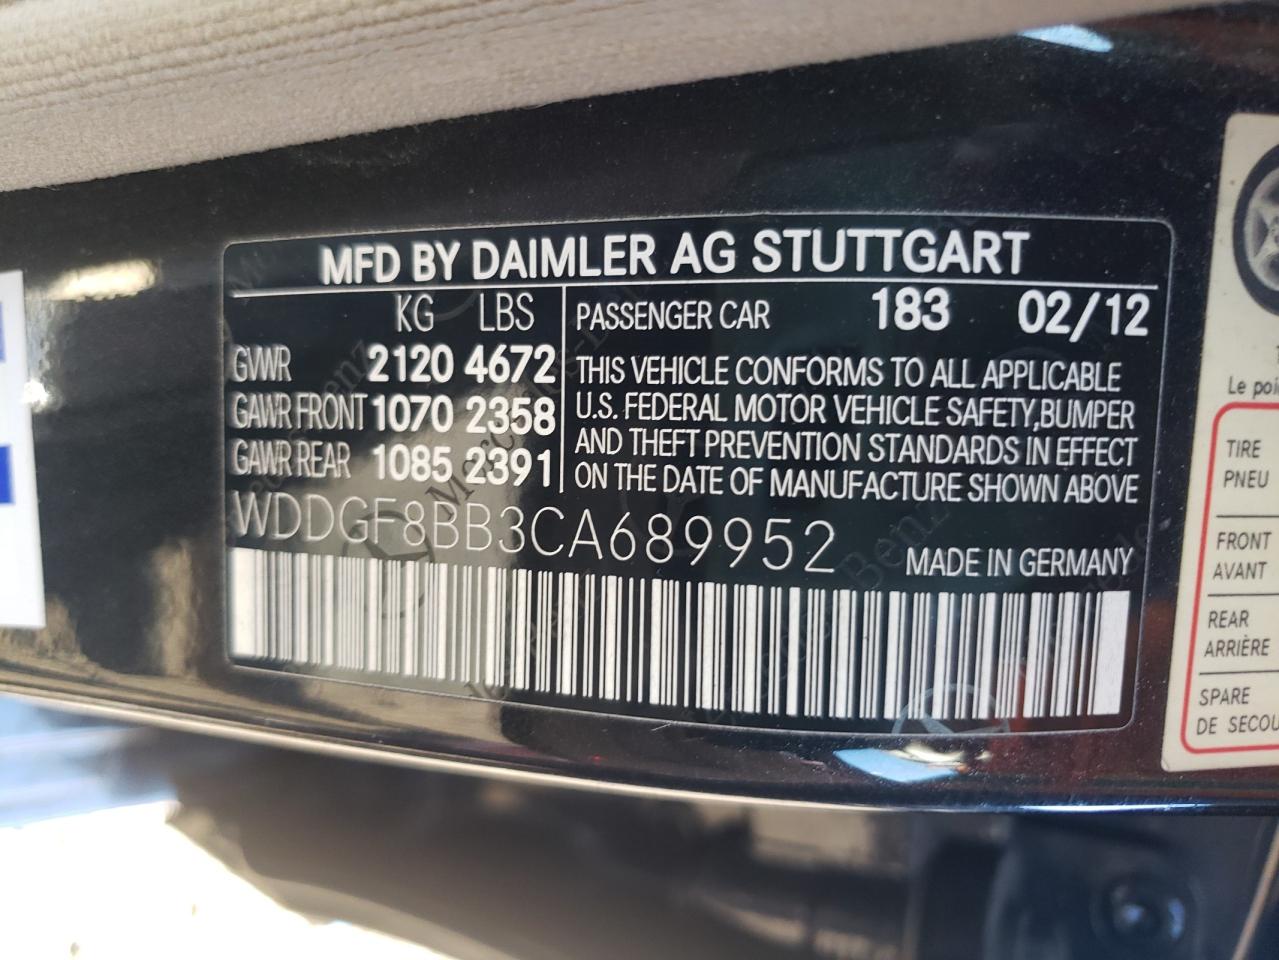 MFD BY DAIMLER AG STUTTGART
KG LBS
GVWR 2120 4672
GAWR FRONT 1070 2358
GAWR REAR 1085 2391
PASSENGER CAR 183 02/12
THIS VEHICLE CONFORMS TO ALL APPLICABLE
U.S. FEDERAL MOTOR VEHICLE SAFETY,BUMPER
AND THEFT PREVENTION STANDARDS IN EFFECT
ON THE DATE OF MANUFACTURE SHOWN ABOVE
WDDGF8BB3CA689952
MADE IN GERMANY
Le
TIRE
PNEU
FRONT
AVANT
REAR
ARRIÈRE
SPARE
DE